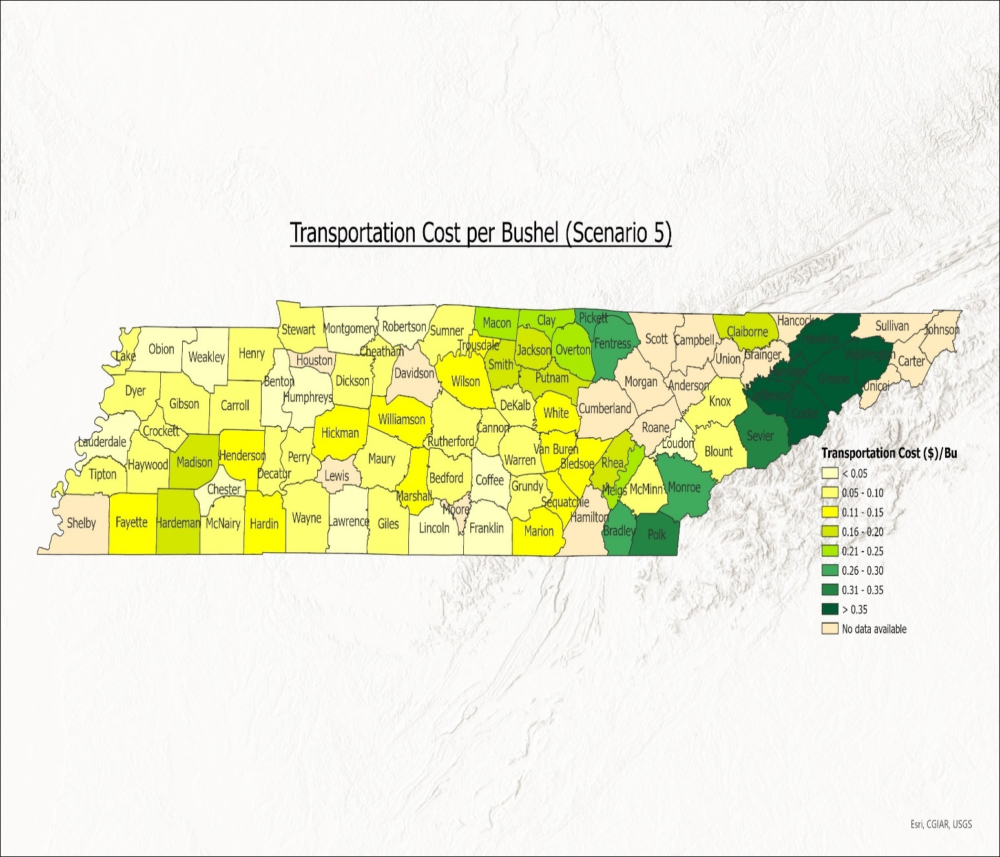 Transportation Cost per Bushel (Scenario 5)
Stewart
Montgomery
Robertson
Sumner
Macon
Clay
Pickett
Fentress
Scott
Campbell
Claiborne
Hancock
Hawkins
Sullivan
Johnson
Lake
Obion
Weakley
Henry
Houston
Cheatham
Trousdale
Jackson
Overton
Union
Grainger
Washington
Carter
Benton
Humphreys
Dickson
Davidson
Wilson
Smith
Putnam
Morgan
Anderson
Hamblen
Greene
Unicoi
Dyer
Gibson
Carroll
Crockett
Hickman
Williamson
Rutherford
Cannon
DeKalb
White
Cumberland
Roane
Knox
Jefferson
Cocke
Lauderdale
Haywood
Madison
Henderson
Decatur
Perry
Lewis
Maury
Warren
Van Buren
Bledsoe
Rhea
Meigs
Loudon
Blount
Sevier
Tipton
Chester
Marshall
Bedford
Coffee
Grundy
Sequatchie
McMinn
Monroe
Shelby
Fayette
Hardeman
McNairy
Hardin
Wayne
Lawrence
Giles
Lincoln
Moore
Franklin
Marion
Hamilton
Bradley
Polk
Transportation Cost ($)/Bu
< 0.05
0.05 - 0.10
0.11 - 0.15
0.16 - 0.20
0.21 - 0.25
0.26 - 0.30
0.31 - 0.35
> 0.35
No data available
Esri, CGIAR, USGS